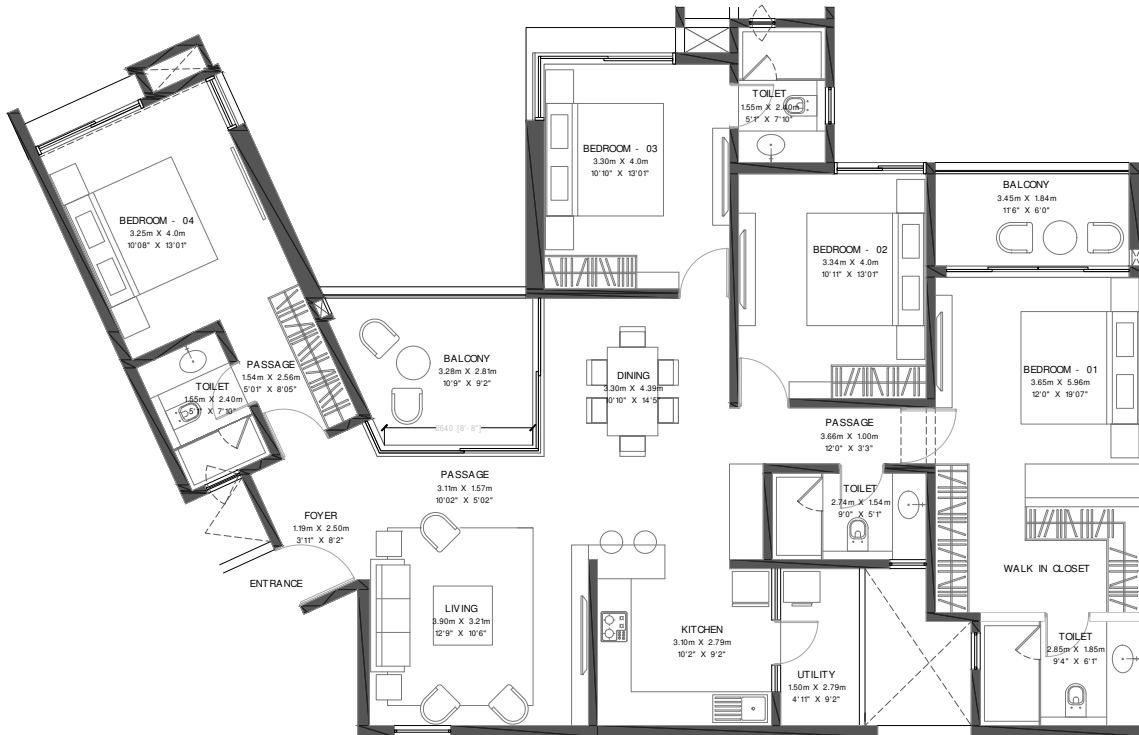 TOILET
1.55m X 2.40m
5'1" X 7'10"
BEDROOM - 03
3.30m X 4.0m
10'10" X 13'01"
BALCONY
3.45m X 1.84m
11'6" X 6'0"
BEDROOM - 04
3.25m X 4.0m
10'08" X 13'01"
BEDROOM - 02
3.34m X 4.0m
10'11" X 13'01"
PASSAGE
1.54m X 2.56m
5'01" X 8'05"
TOILET
1.55m X 2.40m
5'1" X 7'10"
BALCONY
3.28m X 2.81m
10'9" X 9'2"
2640 [8'-8"]
DINING
3.30m X 4.39m
10'10" X 14'5"
BEDROOM - 01
3.65m X 5.96m
12'0" X 19'07"
PASSAGE
3.66m X 1.00m
12'0" X 3'3"
PASSAGE
3.11m X 1.57m
10'02" X 5'02"
TOILET
2.74m X 1.54m
9'0" X 5'1"
FOYER
1.19m X 2.50m
3'11" X 8'2"
ENTRANCE
WALK IN CLOSET
LIVING
3.90m X 3.21m
12'9" X 10'6"
KITCHEN
3.10m X 2.79m
10'2" X 9'2"
TOILET
2.85m X 1.85m
9'4" X 6'1"
UTILITY
1.50m X 2.79m
4'11" X 9'2"